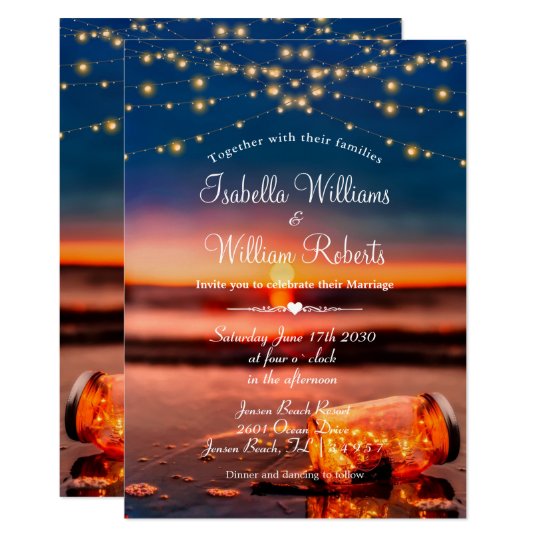 Together with their families
Isabella Williams
&
William Roberts
Invite you to celebrate their Marriage
Saturday June 17th 2030
at four o`clock
in the afternoon
Jensen Beach Resort
2601 Ocean Drive
Jensen Beach, FL | 34957
Dinner and dancing to follow